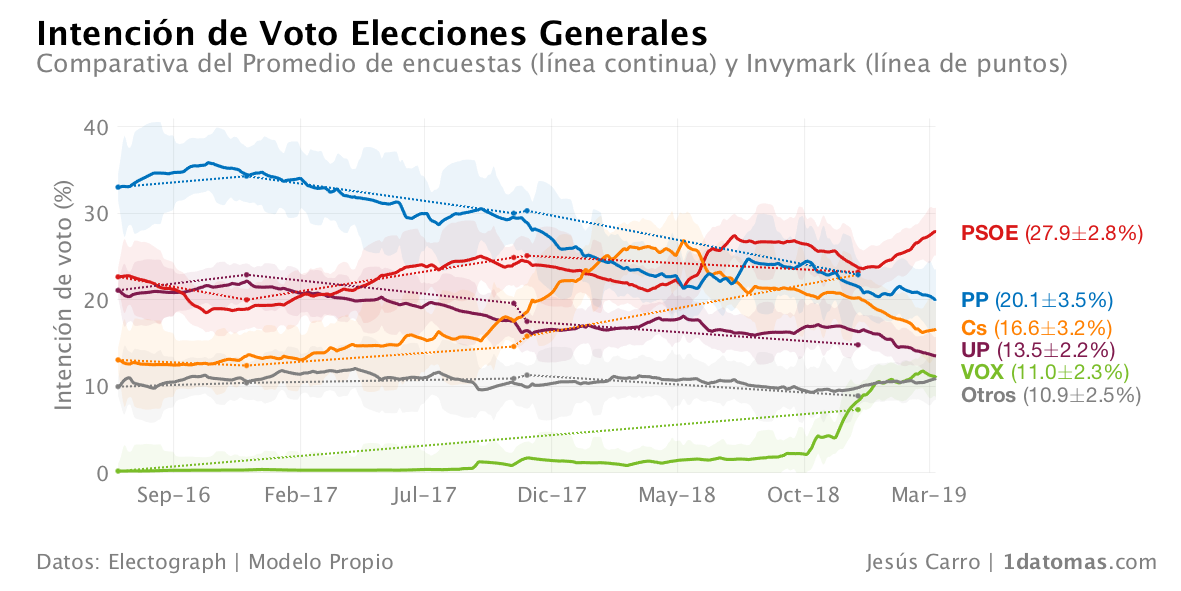 Intención de Voto Elecciones Generales
Comparativa del Promedio de encuestas (línea continua) y Invymark (línea de puntos)
Intención de voto (%)
40
30
20
10
0
Sep–16
Feb–17
Jul–17
Dic–17
May–18
Oct–18
Mar–19
PSOE (27.9±2.8%)
PP (20.1±3.5%)
Cs (16.6±3.2%)
UP (13.5±2.2%)
VOX (11.0±2.3%)
Otros (10.9±2.5%)
Datos: Electograph | Modelo Propio
Jesús Carro | 1datomas.com